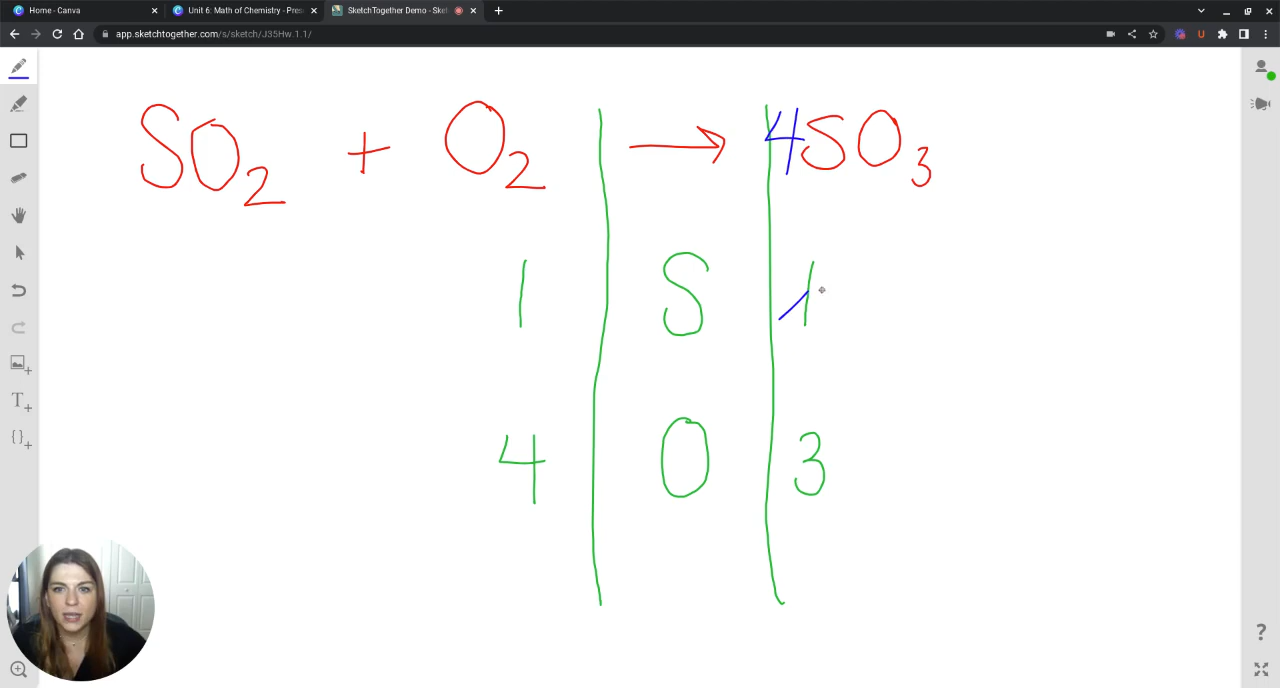 Home - Canva
Unit 6: Math of Chemistry - Pres
SketchTogether Demo - Ske
app.sketchtogether.com/s/sketch/J35Hw.1.1/
SO2 + O2 → 4SO3
1 S 1
4 O 3